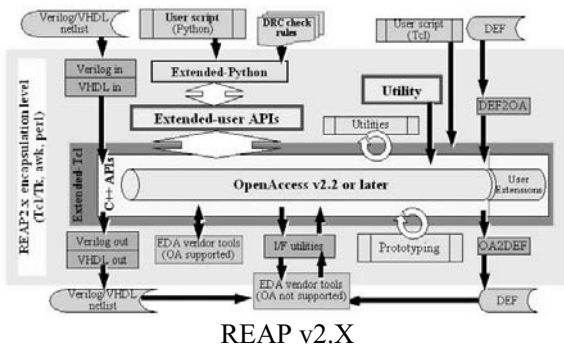 Verilog/VHDL
netlist
User script
(Python)
DRC check
rules
User script
(Tcl)
DEF
Verilog in
VHDL in
Extended-Python
Extended-user APIs
Utility
DEF2OA
Utilities
REAP2.x encapsulation level
(Tcl/Tk, awk, perl)
Extended-Tcl
C++ APIs
OpenAccess v2.2 or later
User
Extensions
Verilog out
VHDL out
EDA vendor tools
(OA supported)
I/F utilities
Prototyping
OA2DEF
Verilog/VHDL
netlist
EDA vendor tools
(OA not supported)
DEF
REAP v2.X